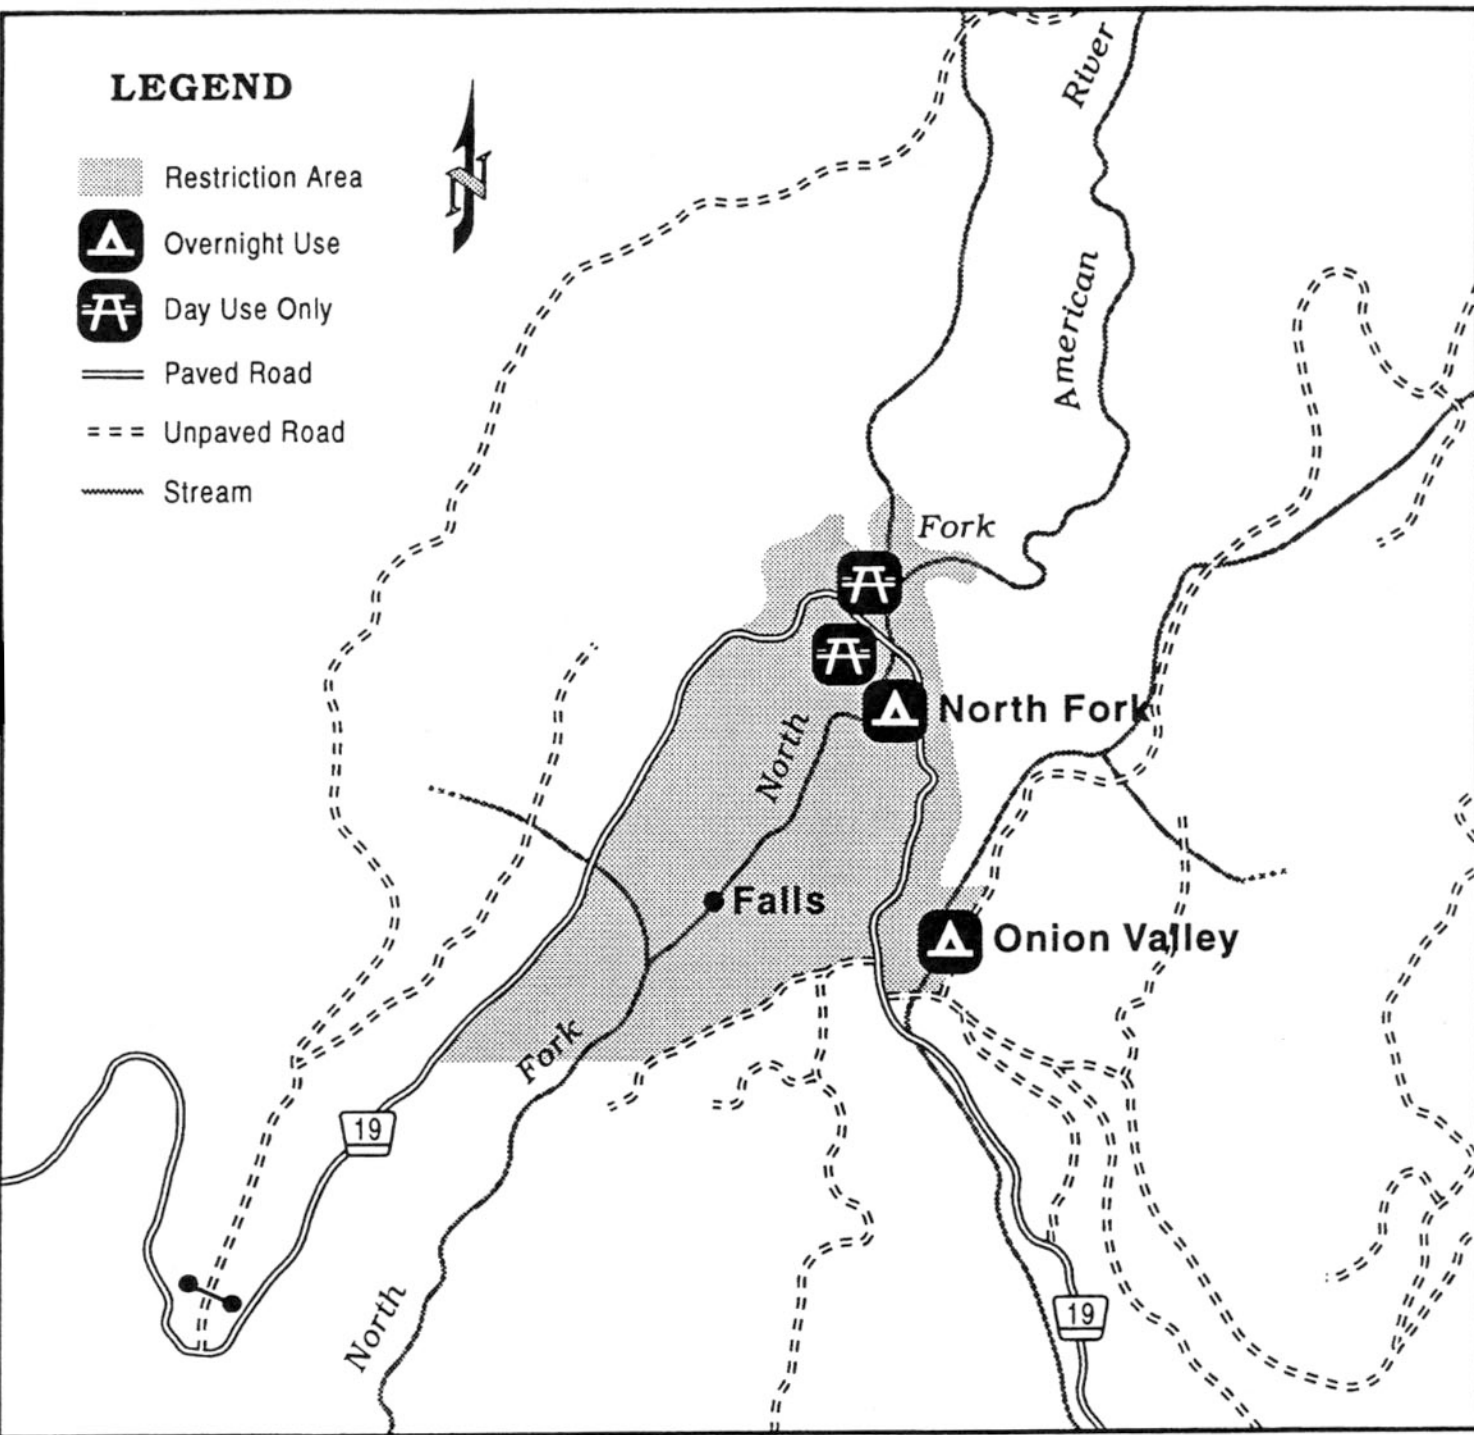 LEGEND
N
Restriction Area
Overnight Use
Day Use Only
Paved Road
Unpaved Road
Stream
River
American
Fork
North Fork
North
Falls
Onion Valley
Fork
19
North
19